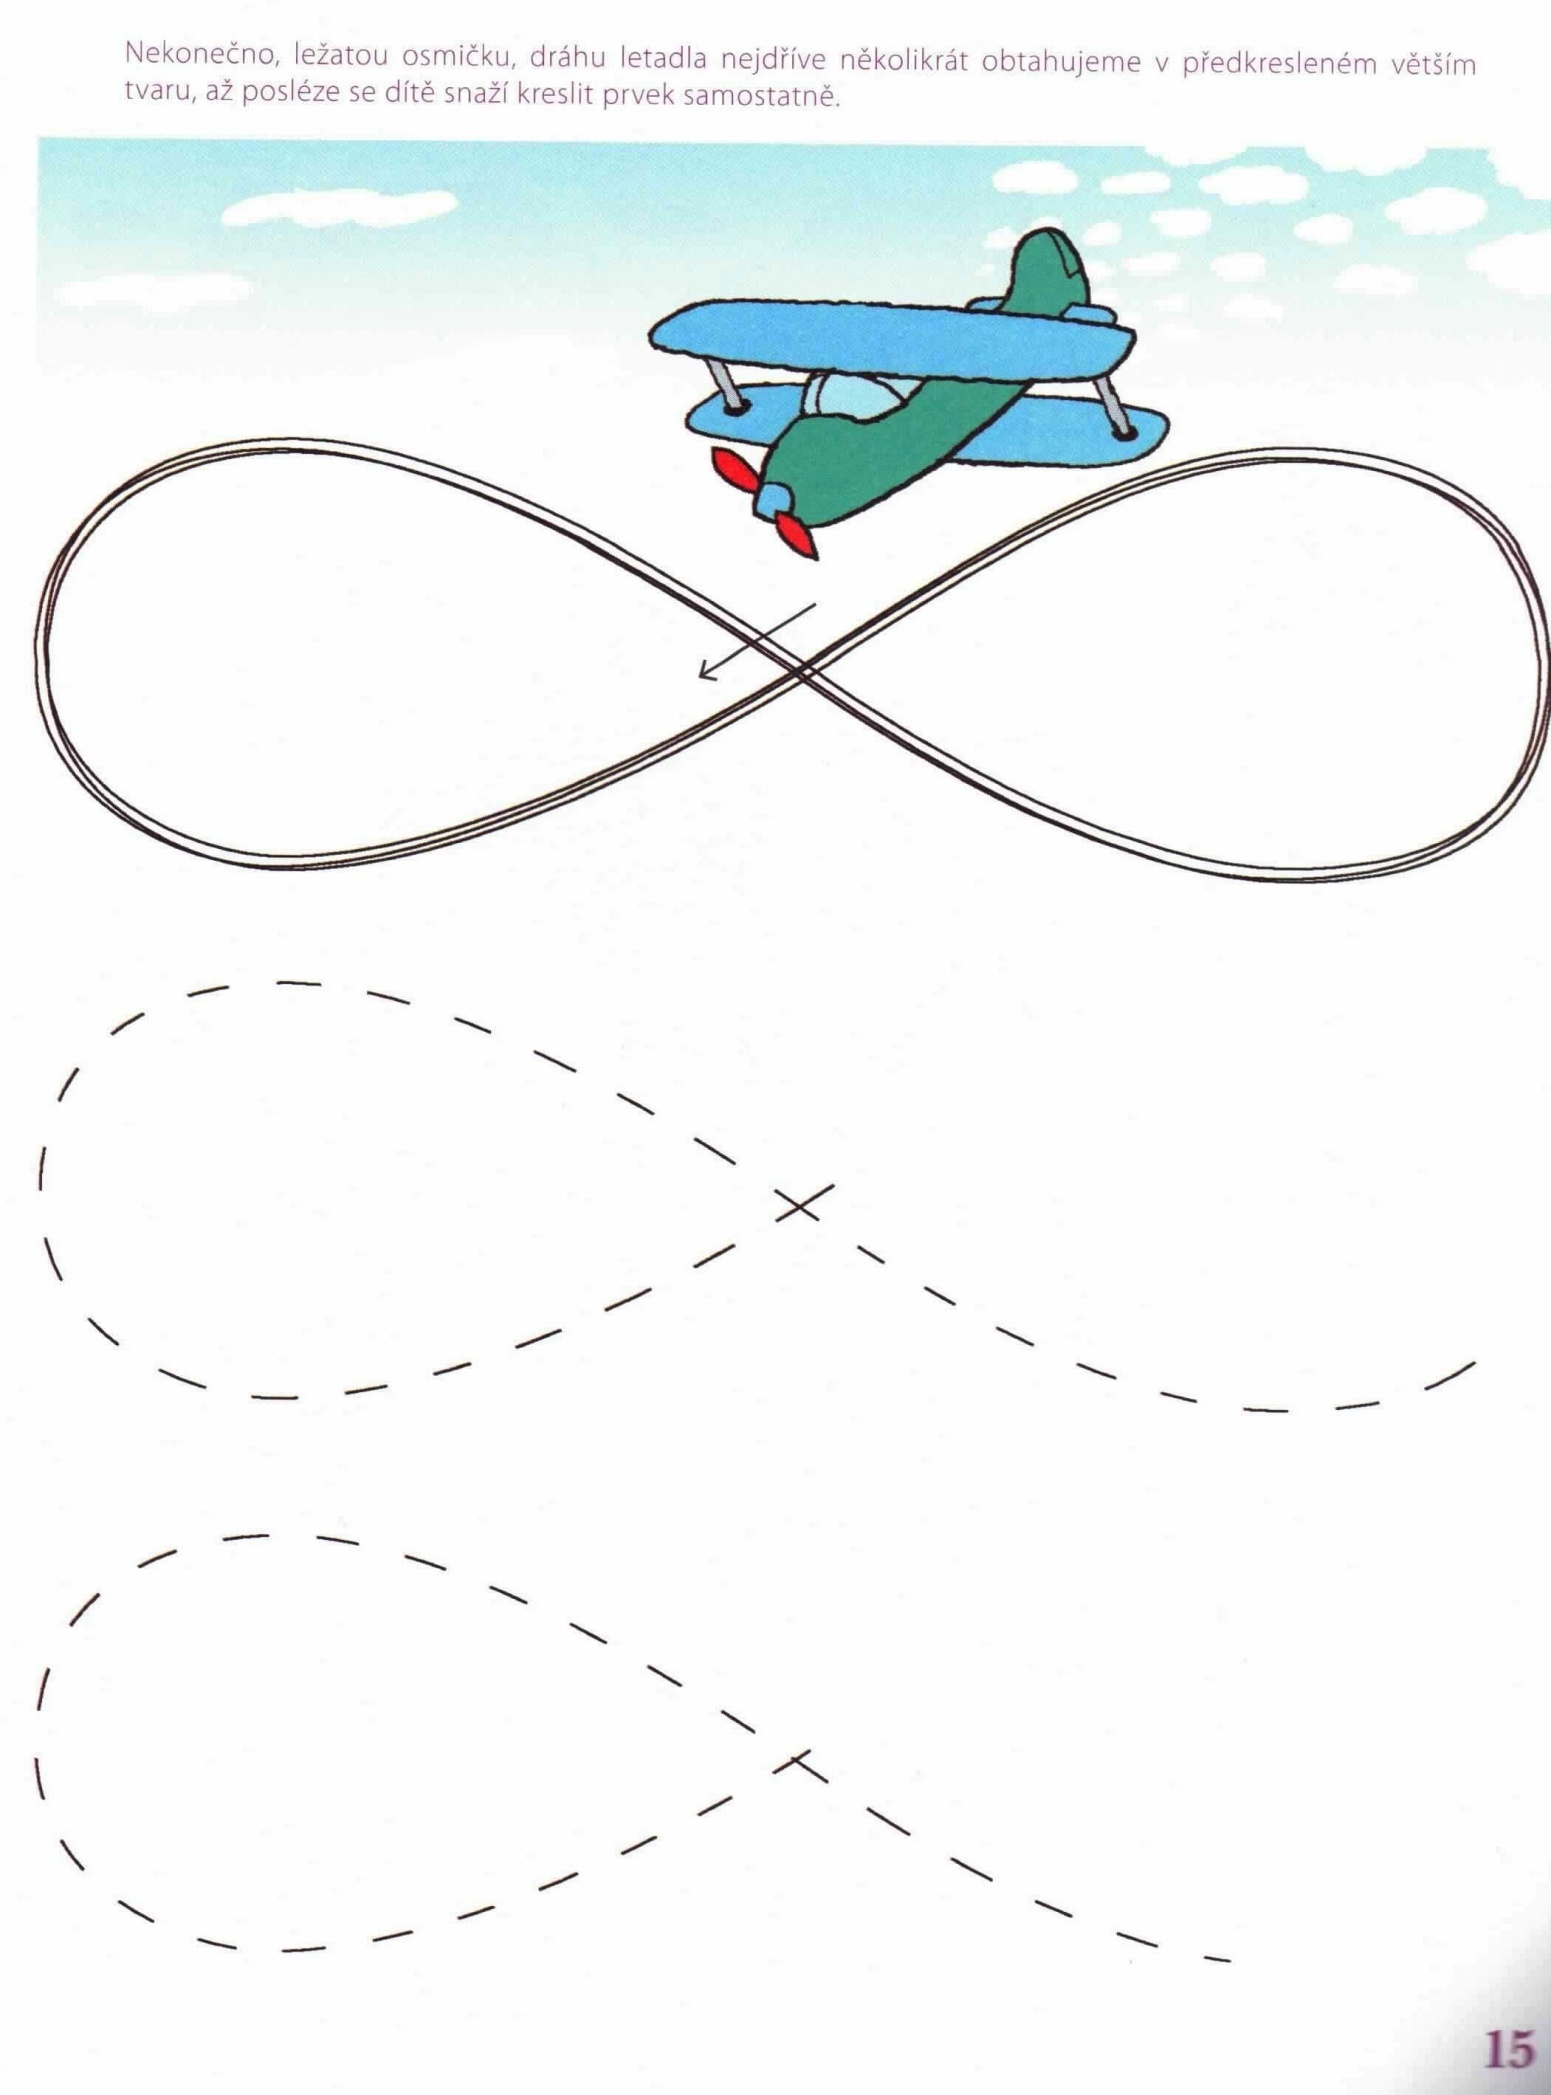 Nekonečno, ležatou osmičku, dráhu letadla nejdříve několikrát obtahujeme v předkresleném větším
tvaru, až posléze se dítě snaží kreslit prvek samostatně.
15